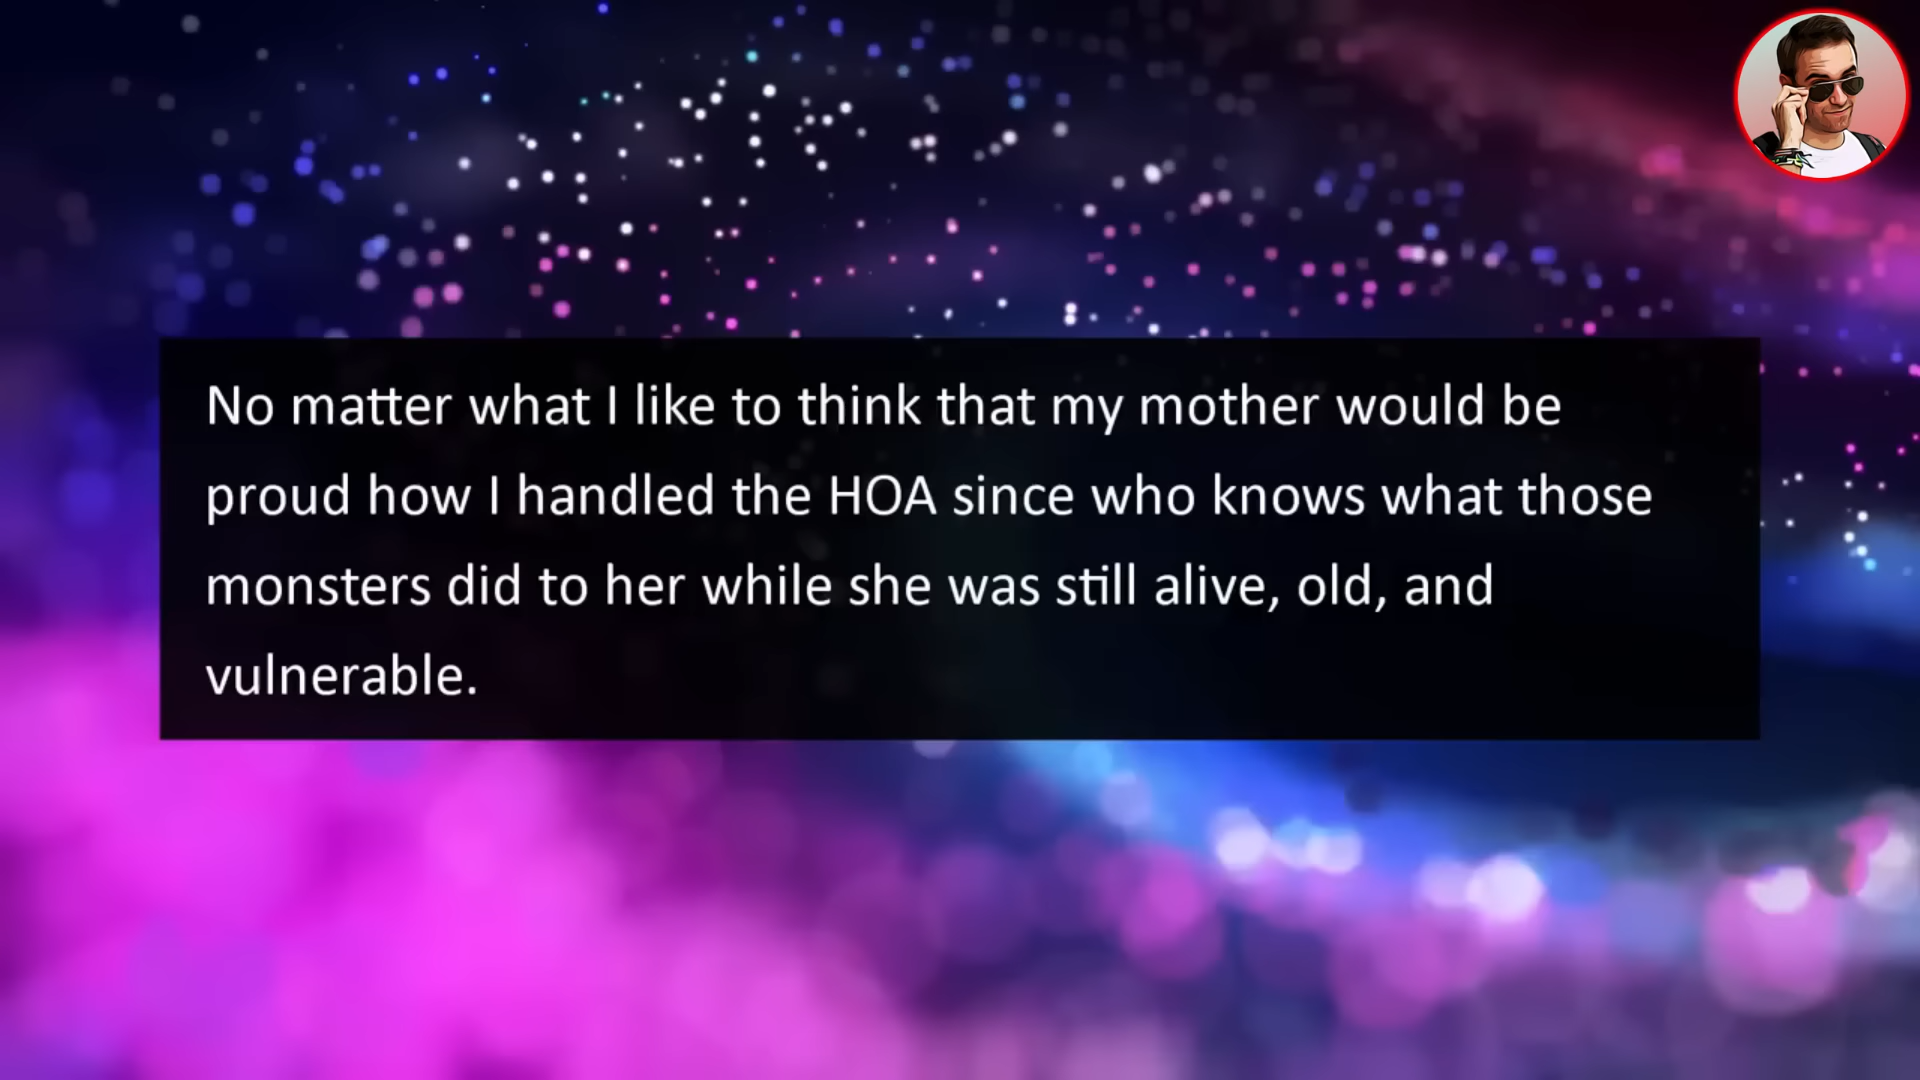 No matter what I like to think that my mother would be
proud how I handled the HOA since who knows what those
monsters did to her while she was still alive, old, and
vulnerable.